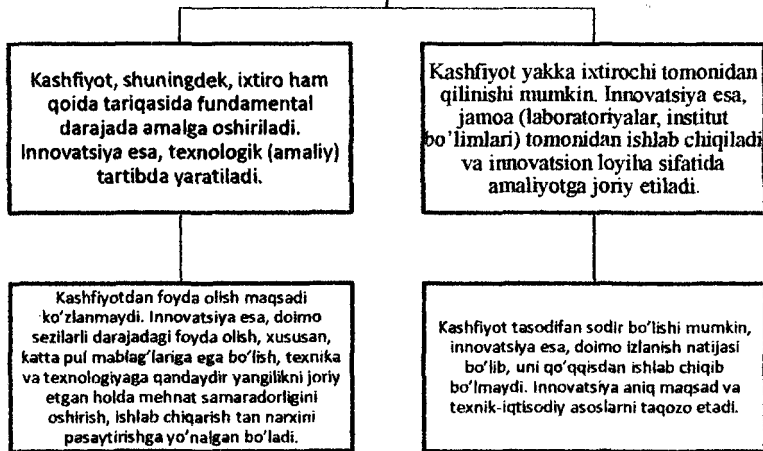 Kashfiyot, shuningdek, ixtiro ham
qoida tariqasida fundamental
darajada amalga oshiriladi.
Innovatsiya esa, texnologik (amaliy)
tartibda yaratiladi.
Kashfiyot yakka ixtirochi tomonidan
qilinishi mumkin. Innovatsiya esa,
jamoa (laboratoriyalar, institut
bo'limlari) tomonidan ishlab chiqiladi
va innovatsion loyiha sifatida
amaliyotga joriy etiladi.
Kashfiyotdan foyda olish maqsadi
ko'zlanmaydi. Innovatsiya esa, doimo
sezilarli darajadagi foyda olish, xususan,
katta pul mablag'lariga ega bo'lish, texnika
va texnologiyaga qandaydir yangilikni joriy
etgan holda mehnat samaradorligini
oshirish, ishlab chiqarish tan narxini
pasaytirishga yo'nalgan bo'ladi.
Kashfiyot tasodifan sodir bo'lishi mumkin,
innovatsiya esa, doimo izlanish natijasi
bo'lib, uni qo'qqisdan ishlab chiqib
bo'lmaydi. Innovatsiya aniq maqsad va
texnik-iqtisodiy asoslarni taqozo etadi.